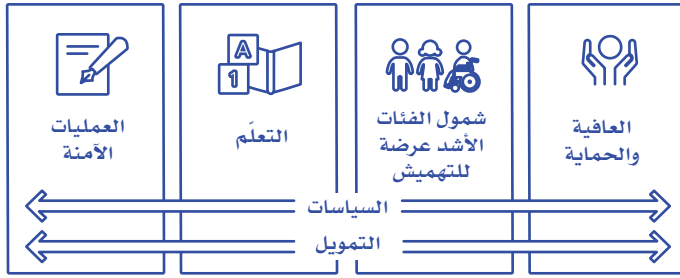 العافية
والحماية
شمول الفئات
الأشد عرضة
للتهميش
التعلّم
A
1
العمليات
الآمنة
السياسات
التمويل